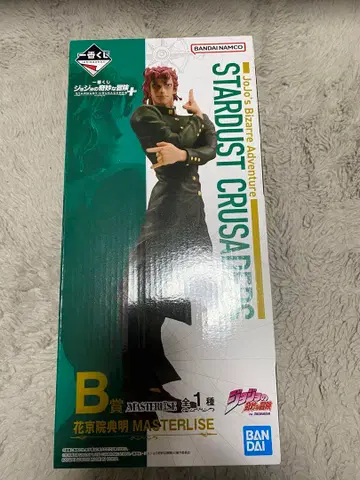 一番くじ
BANDAI NAMCO
一番くじ
ジョジョの奇妙な冒険+
JoJo's Bizarre Adventure
STARDUST CRUSADERS
B賞
MASTERLISE
全1種
花京院典明 MASTERLISE
ジョジョの奇妙な冒険
BAN
DAI